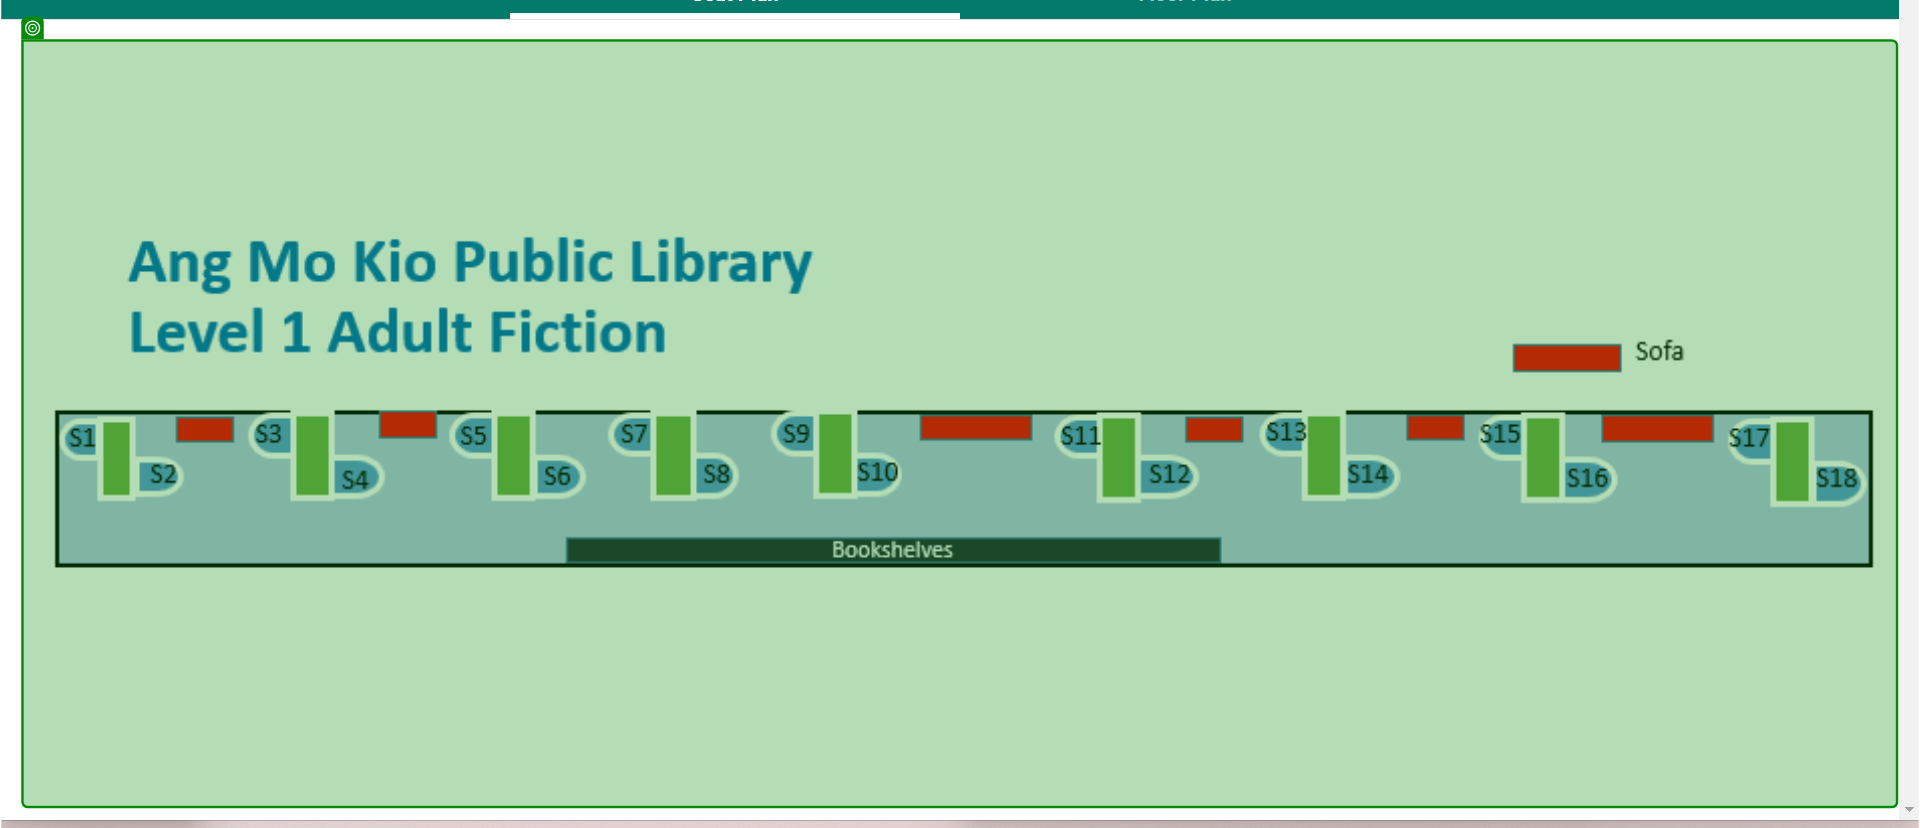 Ang Mo Kio Public Library
Level 1 Adult Fiction
Sofa
S1
S3
S5
S7
S9
S11
S13
S15
S17
S2
S4
S6
S8
S10
S12
S14
S16
S18
Bookshelves